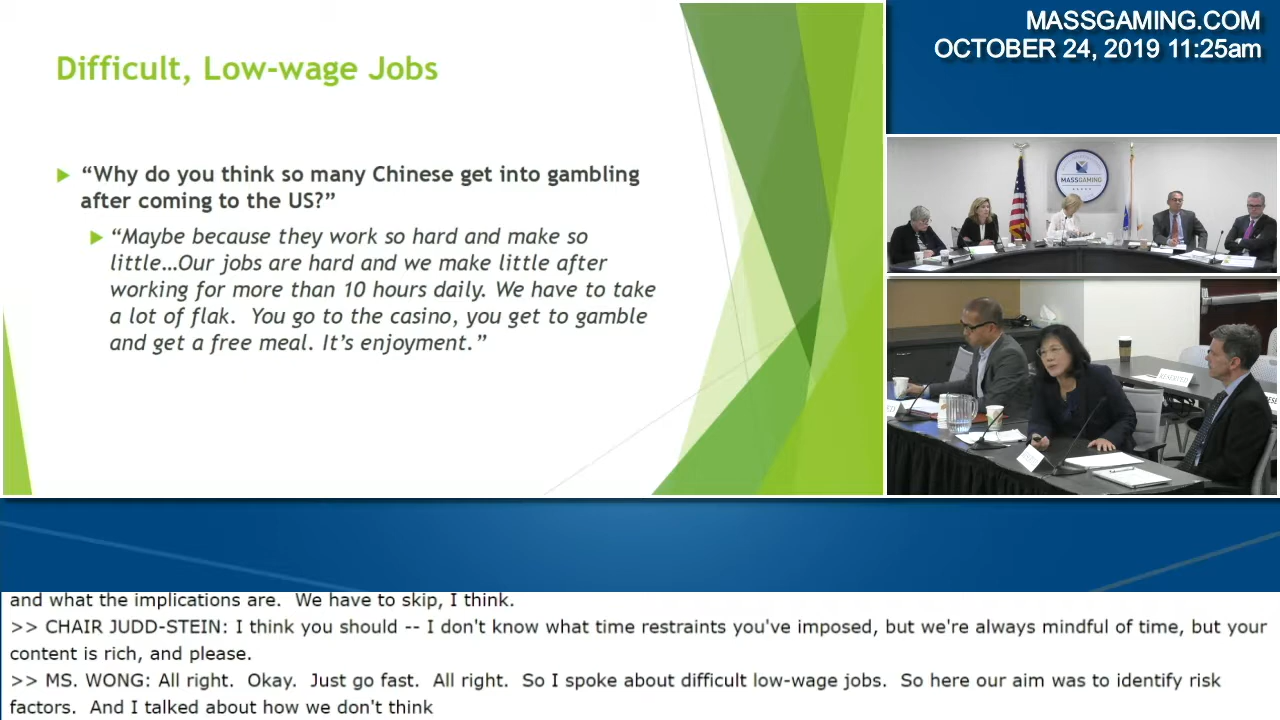 MASSGAMING.COM
OCTOBER 24, 2019 11:25am
Difficult, Low-wage Jobs
“Why do you think so many Chinese get into gambling
after coming to the US?”
“Maybe because they work so hard and make so
little…Our jobs are hard and we make little after
working for more than 10 hours daily. We have to take
a lot of flak.  You go to the casino, you get to gamble
and get a free meal. It’s enjoyment.”
MASSGAMING
RESERVED
and what the implications are.  We have to skip, I think.
>> CHAIR JUDD-STEIN: I think you should -- I don't know what time restraints you've imposed, but we're always mindful of time, but your
content is rich, and please.
>> MS. WONG: All right.  Okay.  Just go fast.  All right.  So I spoke about difficult low-wage jobs.  So here our aim was to identify risk
factors.  And I talked about how we don't think